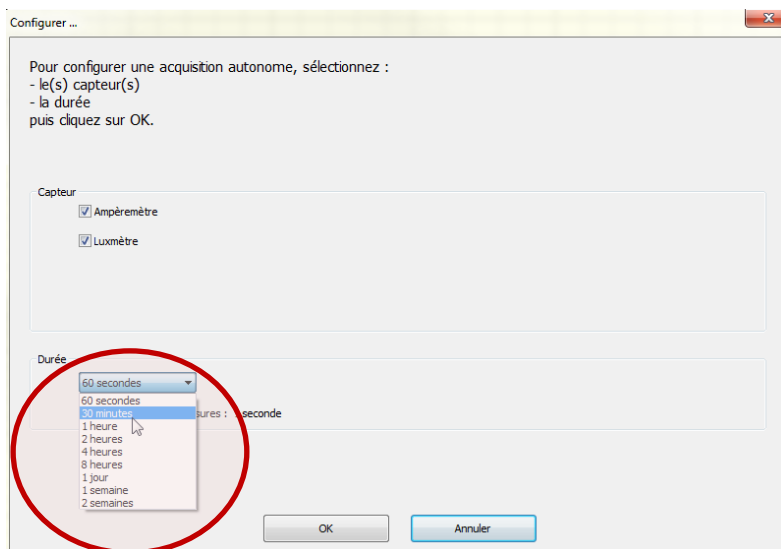 Configurer ...
Pour configurer une acquisition autonome, sélectionnez :
- le(s) capteur(s)
- la durée
puis cliquez sur OK.
Capteur
Ampèremètre
Luxmètre
Durée
60 secondes
60 secondes
30 minutes
sures : seconde
1 heure
2 heures
4 heures
8 heures
1 jour
1 semaine
2 semaines
OK
Annuler